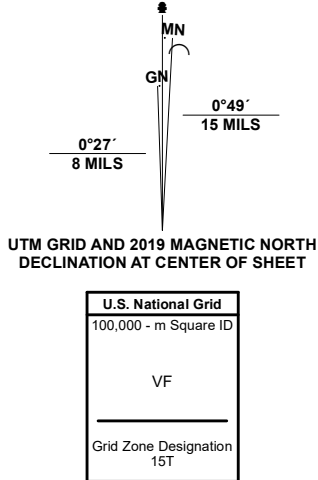 MN
GN
0°49´
15 MILS
0°27´
8 MILS
UTM GRID AND 2019 MAGNETIC NORTH
DECLINATION AT CENTER OF SHEET
U.S. National Grid
100,000 - m Square ID
VF
Grid Zone Designation
15T